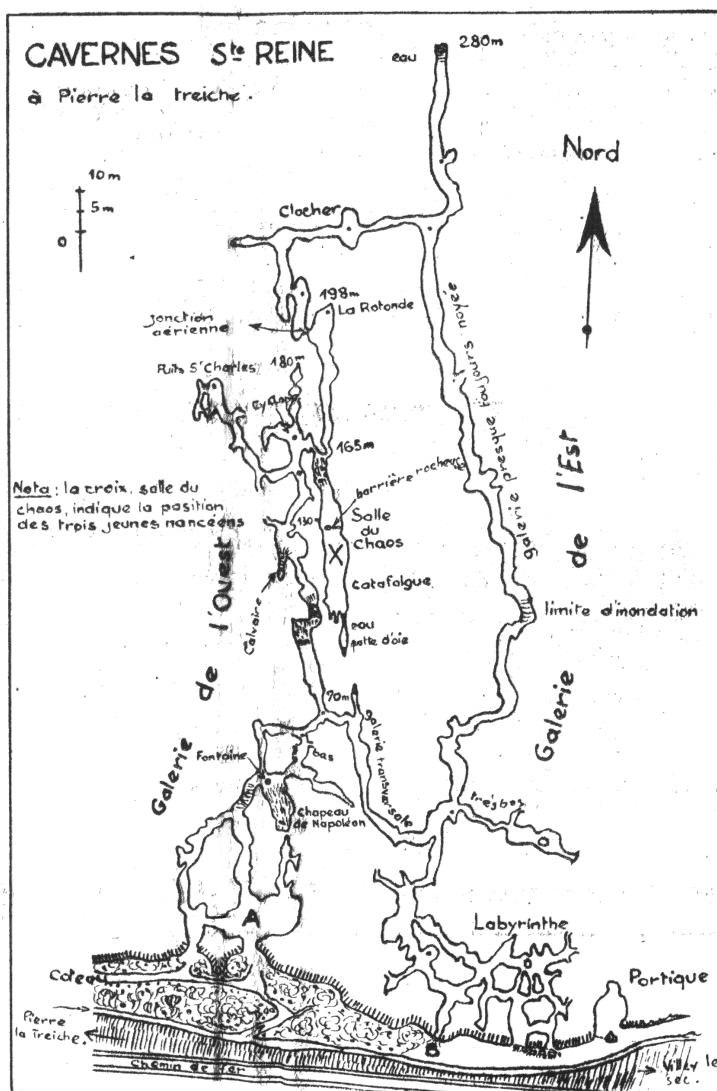 CAVERNES Ste REINE
à Pierre la treiche.
eau
280m
Nord
10 m
5 m
0
Clocher
198m
La Rotonde
jonction
aérienne
180m
Puits St Charles
Cyclope
165m
barrière rocheuse
galerie presque toujours noyée
Nota : la croix, salle du
chaos, indique la position
des trois jeunes nancéens
130
Salle
du
Chaos
X
Catafalque
Calvaire
eau
patte d'oie
limite d'inondation
Galerie de l'Ouest
Galerie de l'Est
70m
galerie transversale
Fontaine
bas
très bas
Chapeau
de Napoléon
A
Labyrinthe
Portique
Coteau
B
Pierre
la Treiche.
chemin de fer
Villey le
Sec.